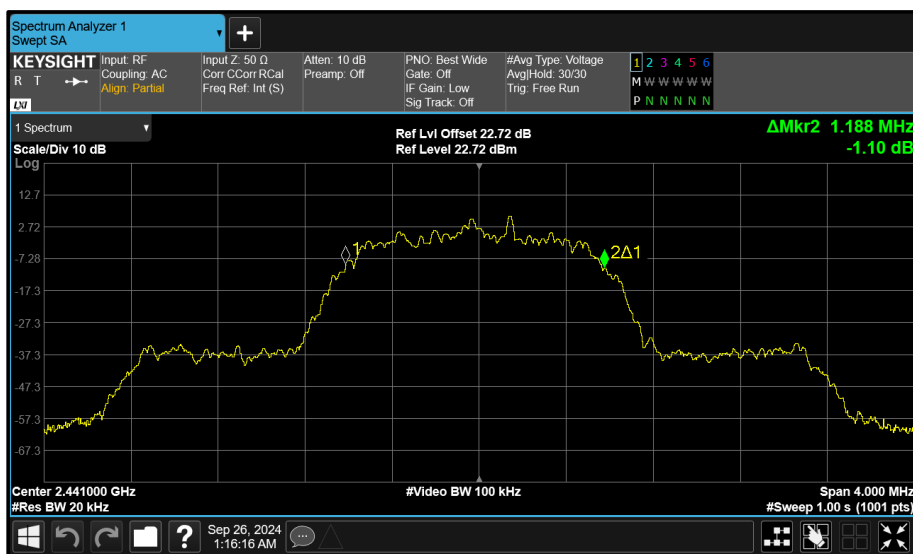 Spectrum Analyzer 1
Swept SA
KEYSIGHT
R T
LXI
Input: RF
Coupling: AC
Align: Partial
Input Z: 50 Ω
Corr CCorr RCal
Freq Ref: Int (S)
Atten: 10 dB
Preamp: Off
PNO: Best Wide
Gate: Off
IF Gain: Low
Sig Track: Off
#Avg Type: Voltage
Avg|Hold: 30/30
Trig: Free Run
1 2 3 4 5 6
M W W W W W
P N N N N N
1 Spectrum
Scale/Div 10 dB
Log
Ref Lvl Offset 22.72 dB
Ref Level 22.72 dBm
ΔMkr2 1.188 MHz
-1.10 dB
12.7
2.72
-7.28
-17.3
-27.3
-37.3
-47.3
-57.3
-67.3
1
2Δ1
Center 2.441000 GHz
#Res BW 20 kHz
#Video BW 100 kHz
Span 4.000 MHz
#Sweep 1.00 s (1001 pts)
?
Sep 26, 2024
1:16:16 AM